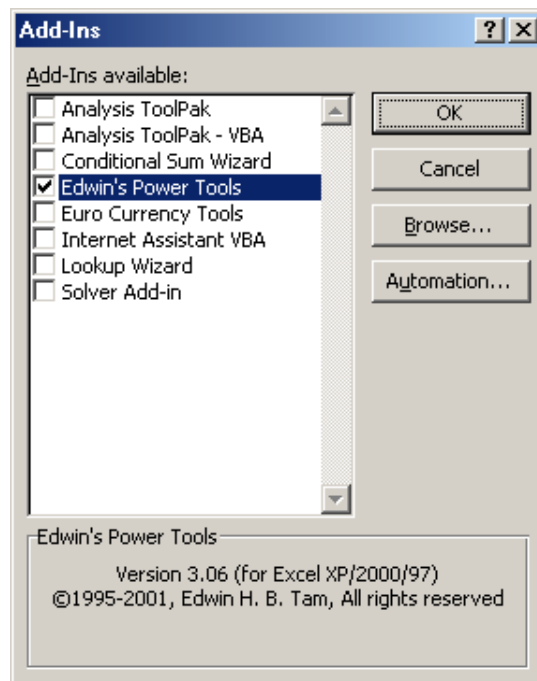 Add-Ins
Add-Ins available:
Analysis ToolPak
Analysis ToolPak - VBA
Conditional Sum Wizard
Edwin's Power Tools
Euro Currency Tools
Internet Assistant VBA
Lookup Wizard
Solver Add-in
OK
Cancel
Browse...
Automation...
Edwin's Power Tools
Version 3.06 (for Excel XP/2000/97)
©1995-2001, Edwin H. B. Tam, All rights reserved